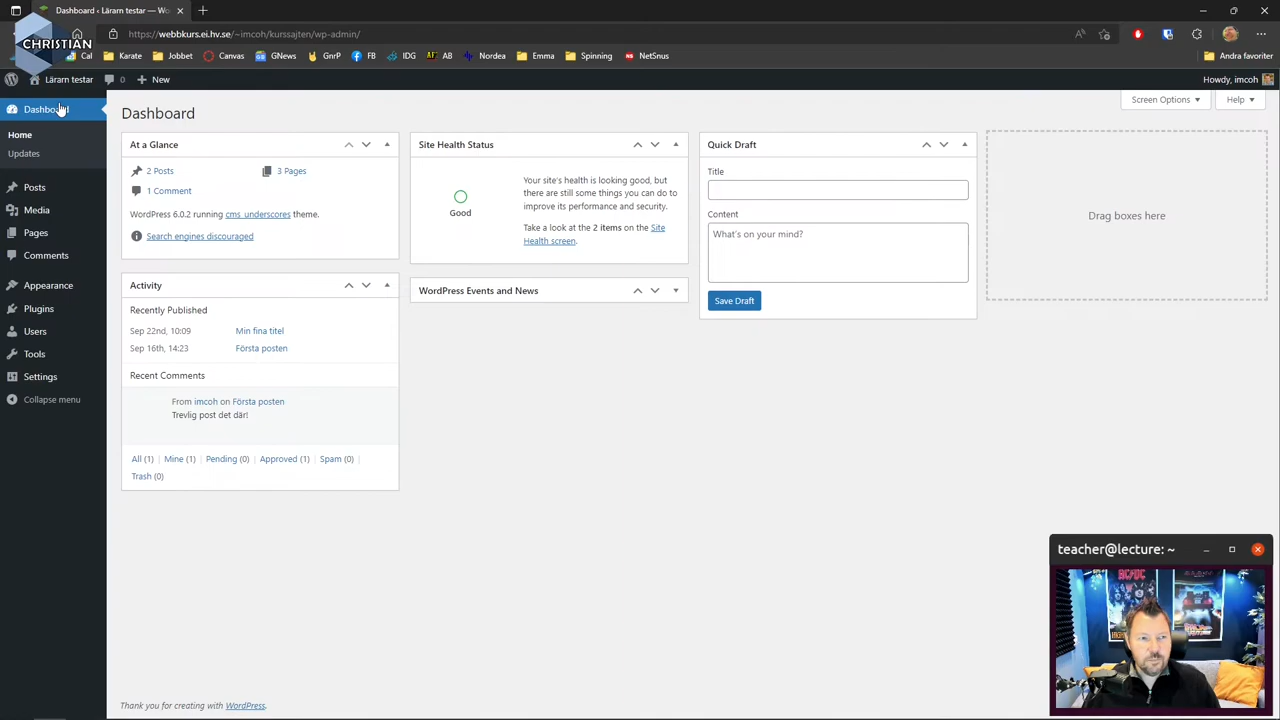 Lärarn testar — Wo
CHRISTIAN
https://webbkurs.ei.hv.se/~imcoh/kurssajten/wp-admin/
Cal
Karate
Jbottar
Canvas
GNews
GnrP
FB
IDG
AF
AB
Nordea
Emma
Spinning
NetSnus
Andra favoriter
Lärarn testar
0
New
Howdy, imcoh
Dashboard
Home
Updates
Posts
Media
Pages
Comments
Appearance
Plugins
Users
Tools
Settings
Collapse menu
Dashboard
Screen Options
Help
At a Glance
2 Posts
3 Pages
1 Comment
WordPress 6.0.2 running cms_underscores theme.
Search engines discouraged
Activity
Recently Published
Sep 22nd, 10:09 Min fina titel
Sep 16th, 14:23 Första posten
Recent Comments
From imcoh on Första posten
Trevlig post det där!
All (1) | Mine (1) | Pending (0) | Approved (1) | Spam (0) |
Trash (0)
Site Health Status
Good
Your site's health is looking good, but
there are still some things you can do to
improve its performance and security.
Take a look at the 2 items on the Site
Health screen.
WordPress Events and News
Quick Draft
Title
Content
What's on your mind?
Save Draft
Drag boxes here
teacher@lecture: ~
AC/DC
Thank you for creating with WordPress.